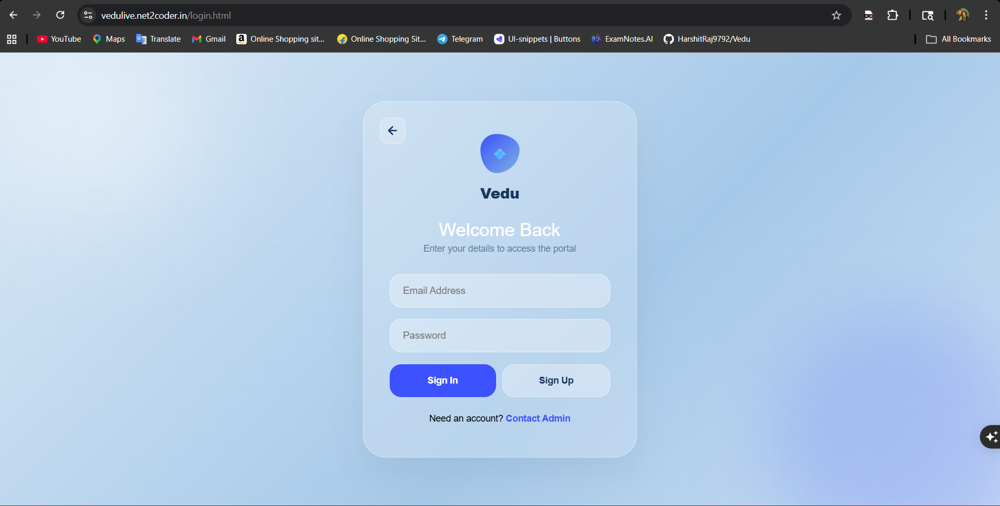 vedulive.net2coder.in/login.html
YouTube Maps Translate Gmail Online Shopping sit... Online Shopping Sit... Telegram UI-snippets | Buttons ExamNotes.AI HarshitRaj9792/Vedu All Bookmarks
Vedu
Welcome Back
Enter your details to access the portal
Email Address
Password
Sign In Sign Up
Need an account? Contact Admin